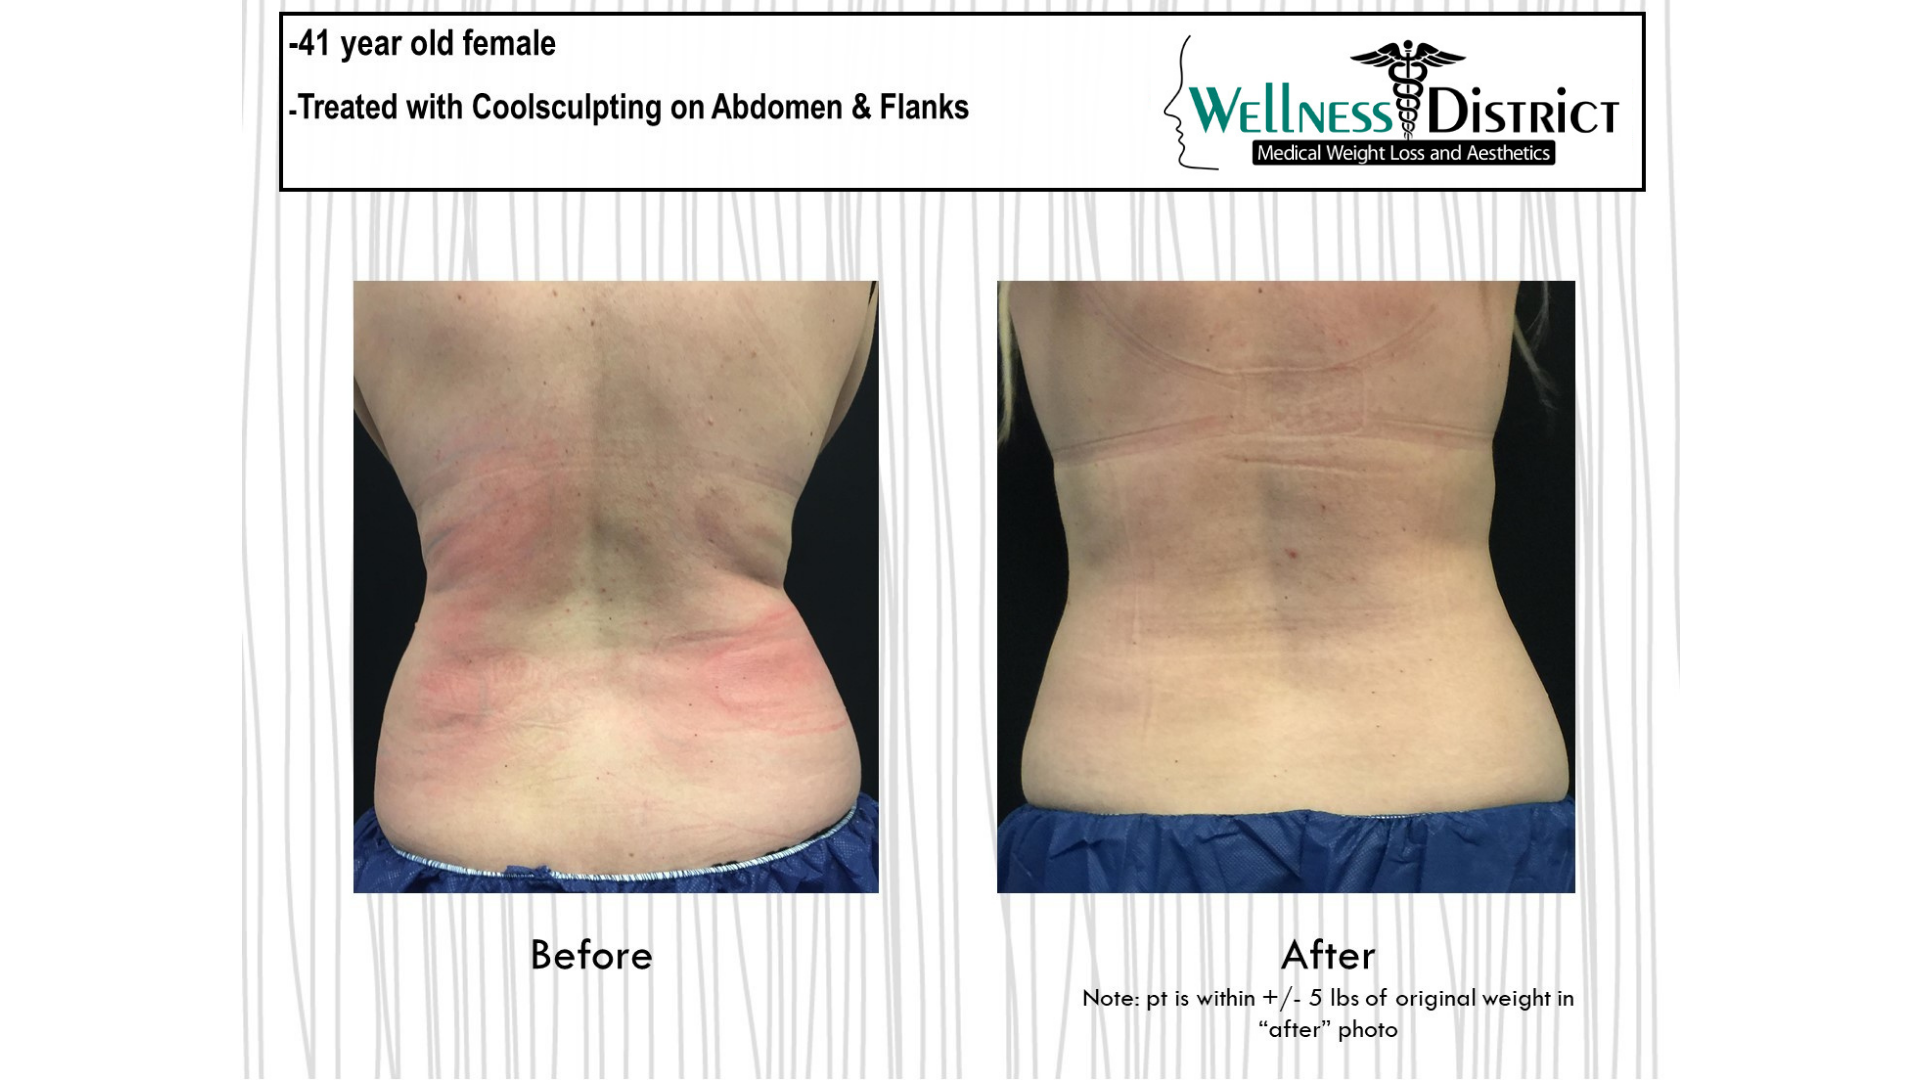 -41 year old female
-Treated with Coolsculpting on Abdomen & Flanks
Wellness District
Medical Weight Loss and Aesthetics
Before
After
Note: pt is within +/- 5 lbs of original weight in
“after” photo